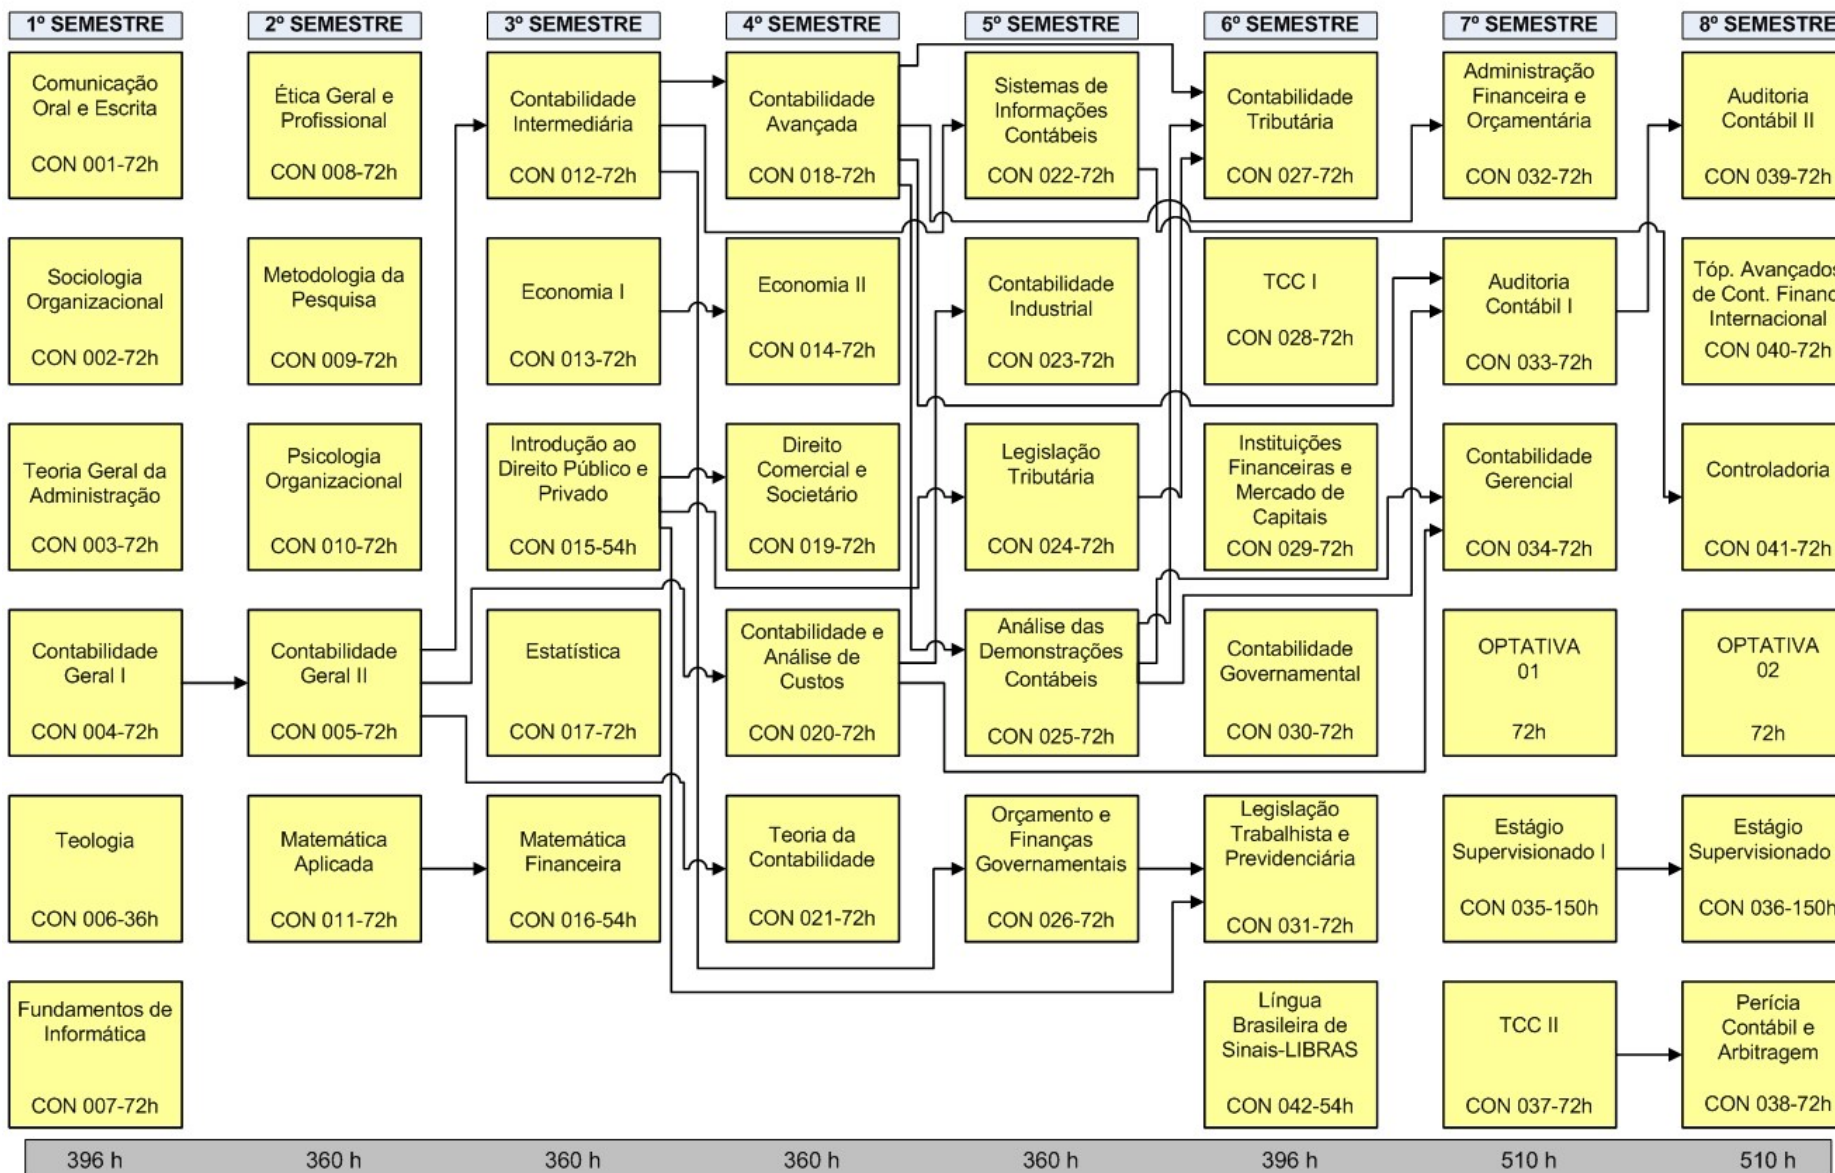 1º SEMESTRE
Comunicação
Oral e Escrita
CON 001-72h
Sociologia
Organizacional
CON 002-72h
Teoria Geral da
Administração
CON 003-72h
Contabilidade
Geral I
CON 004-72h
Teologia
CON 006-36h
Fundamentos de
Informática
CON 007-72h
396 h
2º SEMESTRE
Ética Geral e
Profissional
CON 008-72h
Metodologia da
Pesquisa
CON 009-72h
Psicologia
Organizacional
CON 010-72h
Contabilidade
Geral II
CON 005-72h
Matemática
Aplicada
CON 011-72h
360 h
3º SEMESTRE
Contabilidade
Intermediária
CON 012-72h
Economia I
CON 013-72h
Introdução ao
Direito Público e
Privado
CON 015-54h
Estatística
CON 017-72h
Matemática
Financeira
CON 016-54h
360 h
4º SEMESTRE
Contabilidade
Avançada
CON 018-72h
Economia II
CON 014-72h
Direito
Comercial e
Societário
CON 019-72h
Contabilidade e
Análise de
Custos
CON 020-72h
Teoria da
Contabilidade
CON 021-72h
360 h
5º SEMESTRE
Sistemas de
Informações
Contábeis
CON 022-72h
Contabilidade
Industrial
CON 023-72h
Legislação
Tributária
CON 024-72h
Análise das
Demonstrações
Contábeis
CON 025-72h
Orçamento e
Finanças
Governamentais
CON 026-72h
360 h
6º SEMESTRE
Contabilidade
Tributária
CON 027-72h
TCC I
CON 028-72h
Instituições
Financeiras e
Mercado de
Capitais
CON 029-72h
Contabilidade
Governamental
CON 030-72h
Legislação
Trabalhista e
Previdenciária
CON 031-72h
Língua
Brasileira de
Sinais-LIBRAS
CON 042-54h
396 h
7º SEMESTRE
Administração
Financeira e
Orçamentária
CON 032-72h
Auditoria
Contábil I
CON 033-72h
Contabilidade
Gerencial
CON 034-72h
OPTATIVA
01
72h
Estágio
Supervisionado I
CON 035-150h
TCC II
CON 037-72h
510 h
8º SEMESTRE
Auditoria
Contábil II
CON 039-72h
Tóp. Avançados
de Cont. Financ
Internacional
CON 040-72h
Controladoria
CON 041-72h
OPTATIVA
02
72h
Estágio
Supervisionado
CON 036-150h
Perícia
Contábil e
Arbitragem
CON 038-72h
510 h